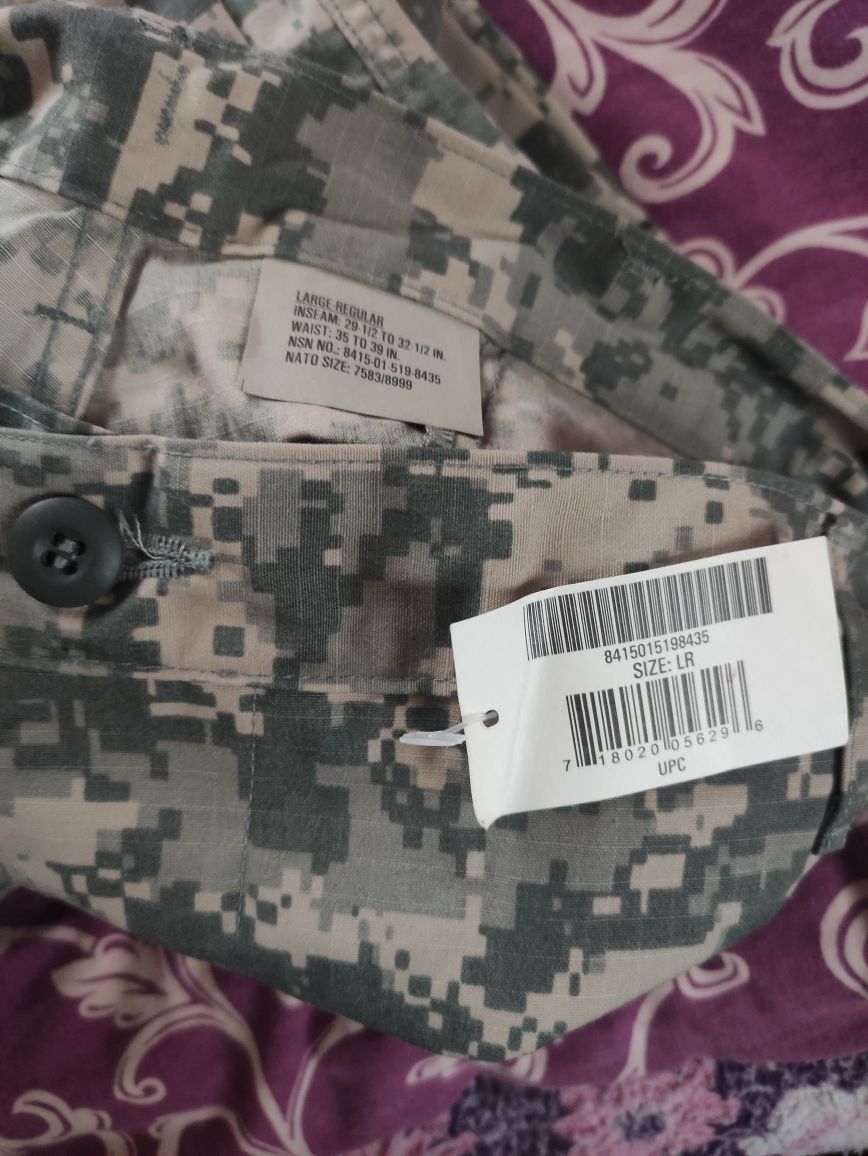 LARGE-REGULAR
INSEAM: 29-1/2 TO 32-1/2 IN.
WAIST: 35 TO 39 IN.
NSN NO.: 8415-01-519-8435
NATO SIZE: 7583/8999
8415015198435
SIZE: LR
7 18020 05629 6
UPC